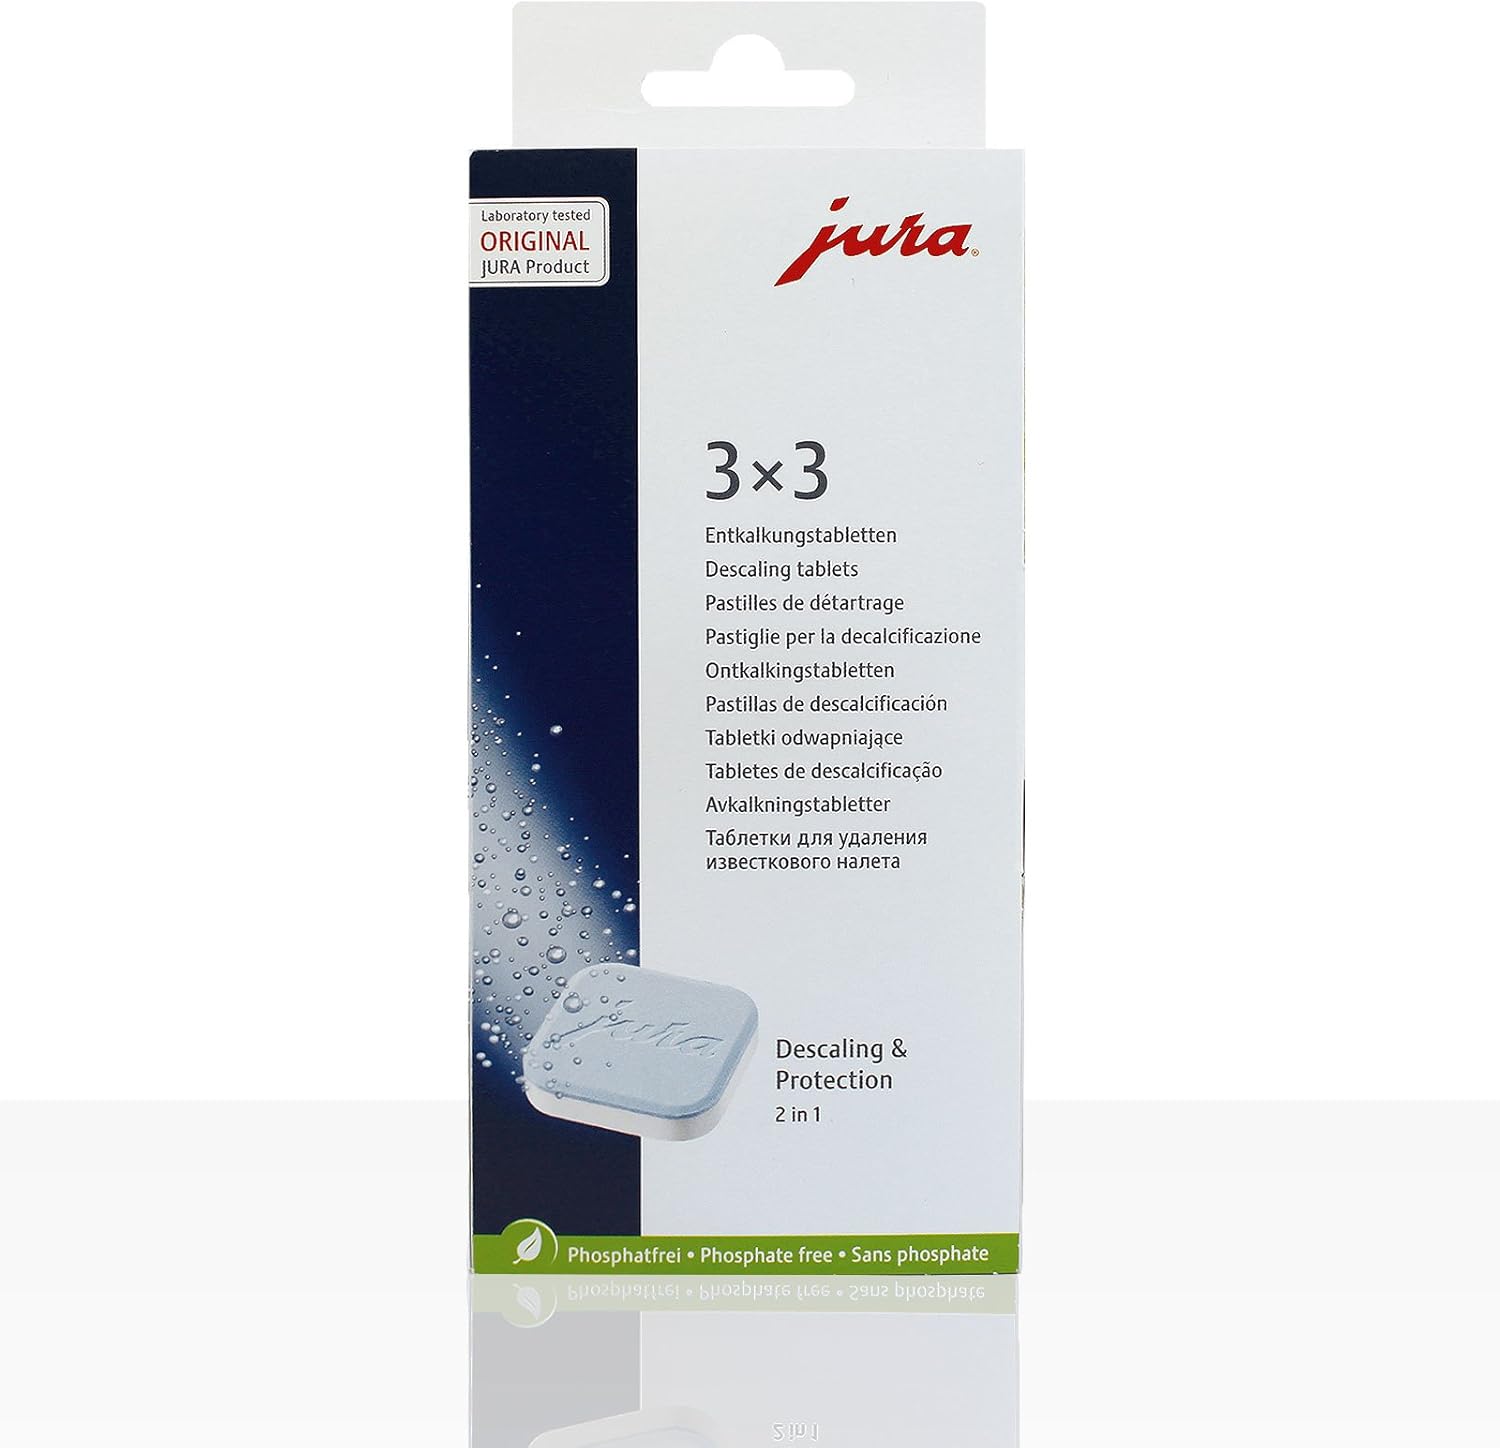 Laboratory tested
ORIGINAL
JURA Product
jura®
3×3
Entkalkungstabletten
Descaling tablets
Pastilles de détartrage
Pastiglie per la decalcificazione
Ontkalkingstabletten
Pastillas de descalcificación
Tabletki odwapniające
Tabletes de descalcificação
Avkalkningstabletter
Таблетки для удаления
известкового налета
jura
Descaling &
Protection
2 in 1
Phosphatfrei • Phosphate free • Sans phosphate